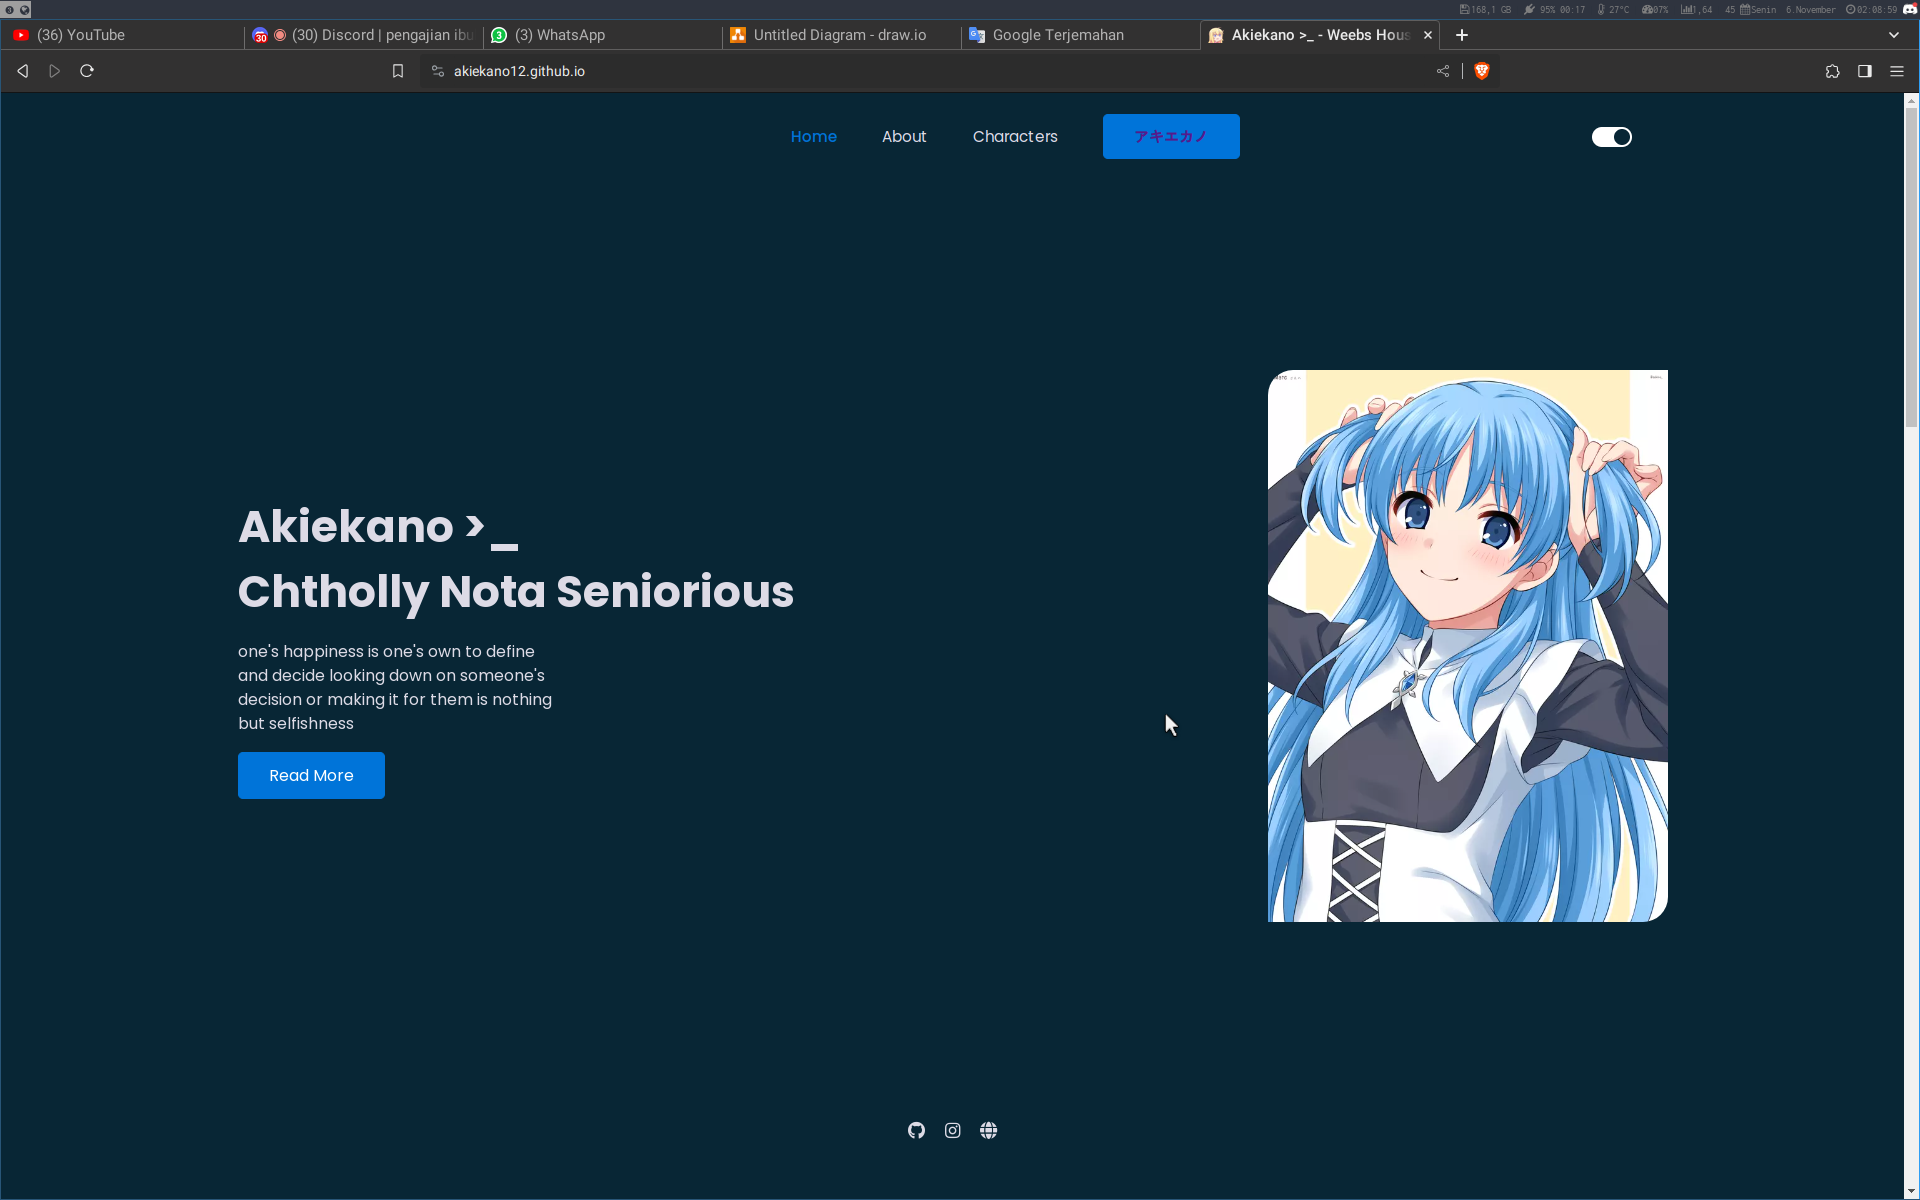 168,1 GB 95% 00:17 27°C 07% 1,64 45 Senin 6.November 02:08:59
(36) YouTube
(30) Discord | pengajian ibu
(3) WhatsApp
Untitled Diagram - draw.io
Google Terjemahan
Akiekano >_ - Weebs Hous
akiekano12.github.io
Home About Characters アキエカノ
Akiekano >_
Chtholly Nota Seniorious
one's happiness is one's own to define
and decide looking down on someone's
decision or making it for them is nothing
but selfishness
Read More